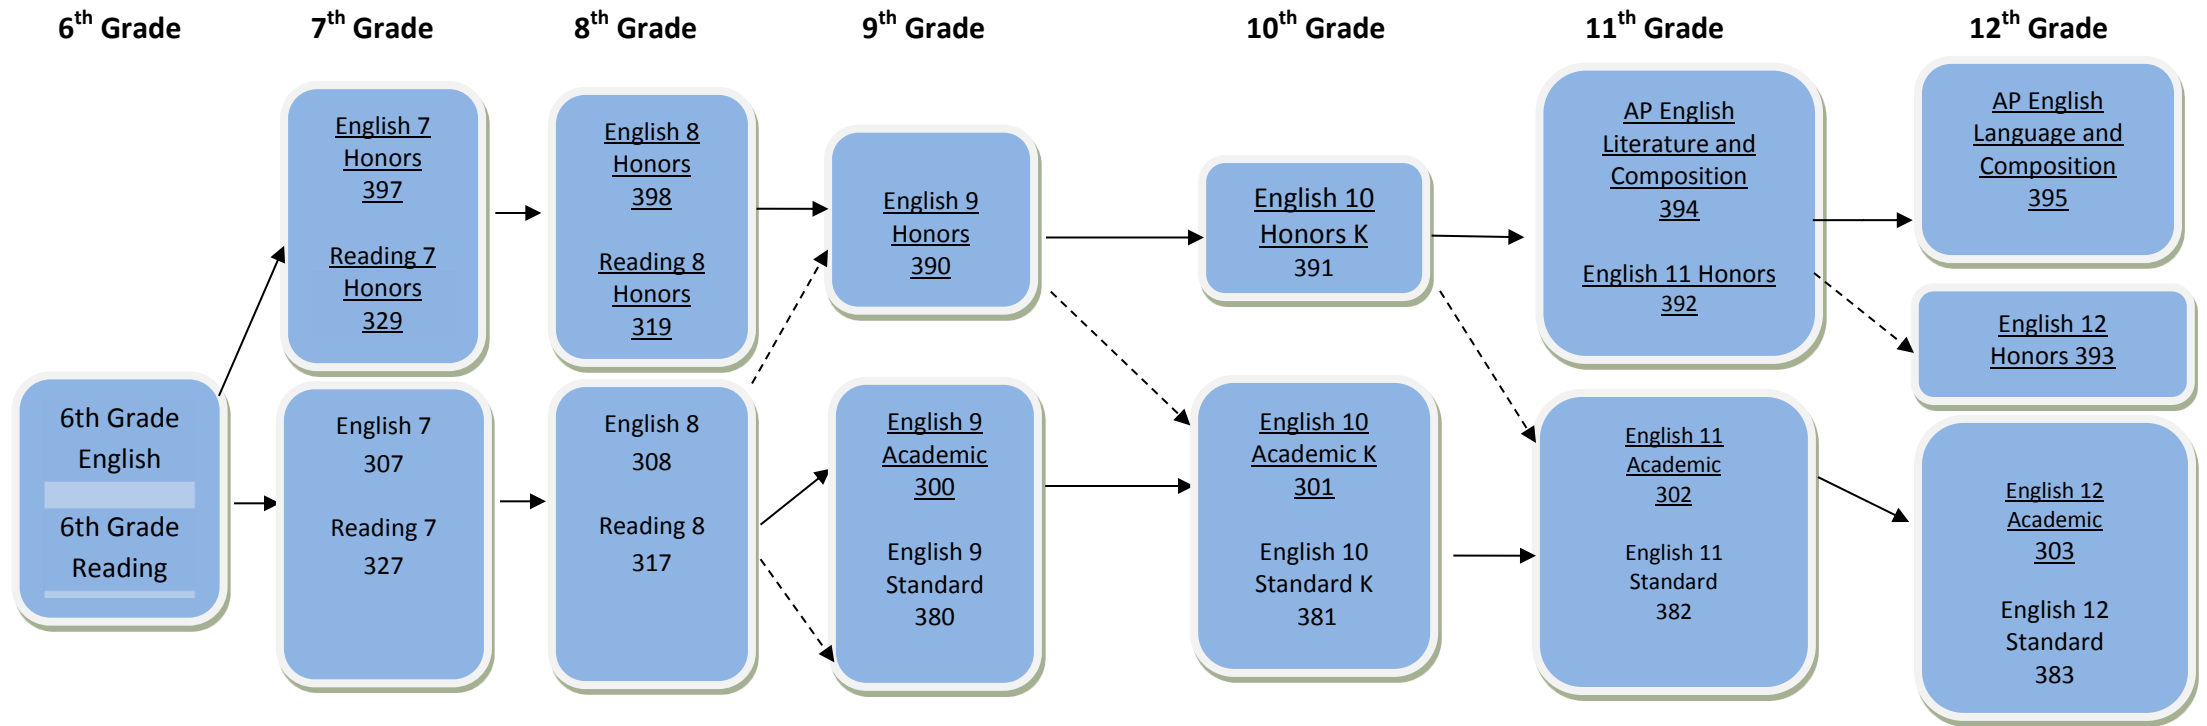 6th Grade
7th Grade
8th Grade
9th Grade
10th Grade
11th Grade
12th Grade
6th Grade
English
6th Grade
Reading
English 7
Honors
397
Reading 7
Honors
329
English 7
307
Reading 7
327
English 8
Honors
398
Reading 8
Honors
319
English 8
308
Reading 8
317
English 9
Honors
390
English 9
Academic
300
English 9
Standard
380
English 10
Honors K
391
English 10
Academic K
301
English 10
Standard K
381
AP English
Literature and
Composition
394
English 11 Honors
392
English 11
Academic
302
English 11
Standard
382
AP English
Language and
Composition
395
English 12
Honors 393
English 12
Academic
303
English 12
Standard
383